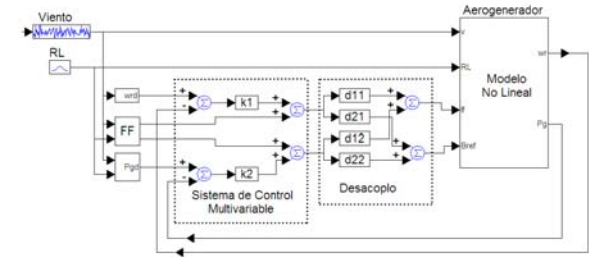 Viento
Aerogenerador
RL
v
RL
wr
Modelo
No Lineal
If
Pg
Bref
wrd
FF
Pgd
+
-
Σ
k1
+
+
Σ
+
-
Σ
k2
+
+
Σ
d11
d21
d12
d22
+
+
Σ
+
+
Σ
Sistema de Control
Multivariable
Desacoplo